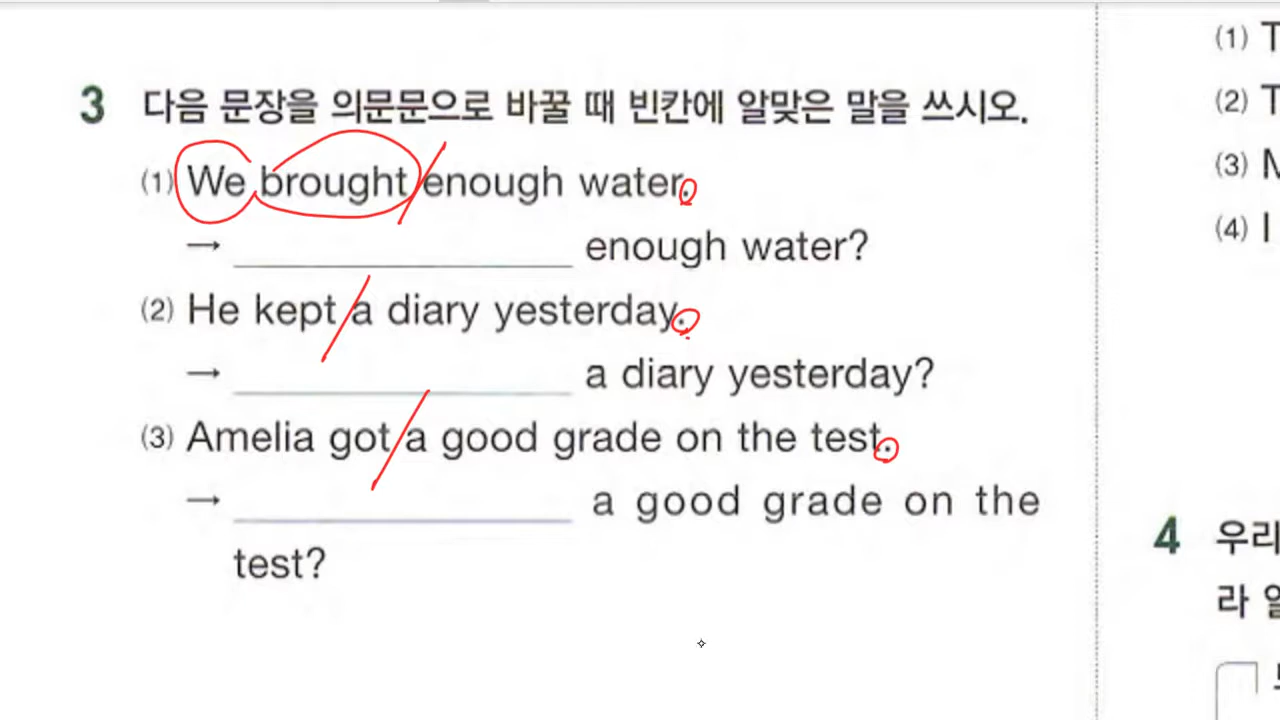 3 다음 문장을 의문문으로 바꿀 때 빈칸에 알맞은 말을 쓰시오.
(1) We brought enough water.
→ enough water?
(2) He kept a diary yesterday.
→ a diary yesterday?
(3) Amelia got a good grade on the test.
→ a good grade on the
test?
(1)
(2)
(3)
(4) I
4 우리
라